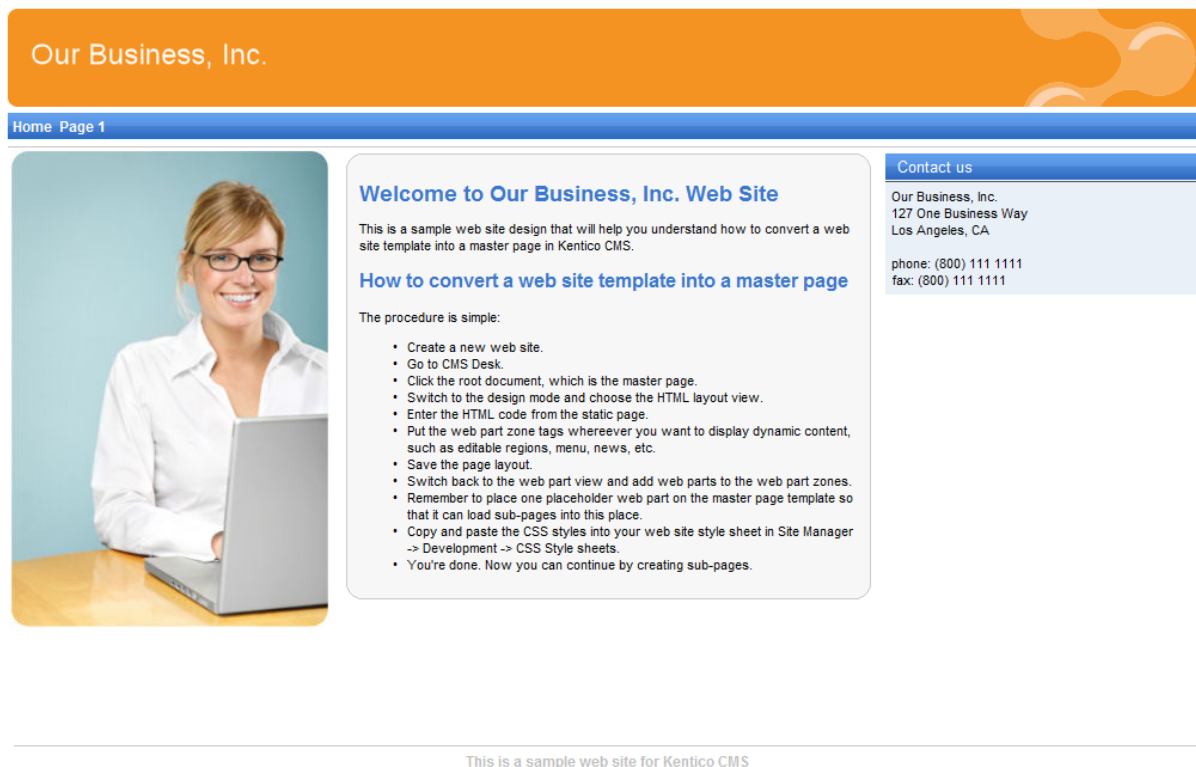 Our Business, Inc.
Home Page 1
Welcome to Our Business, Inc. Web Site
This is a sample web site design that will help you understand how to convert a web
site template into a master page in Kentico CMS.
How to convert a web site template into a master page
The procedure is simple:
• Create a new web site.
• Go to CMS Desk.
• Click the root document, which is the master page.
• Switch to the design mode and choose the HTML layout view.
• Enter the HTML code from the static page.
• Put the web part zone tags whereever you want to display dynamic content,
such as editable regions, menu, news, etc.
• Save the page layout.
• Switch back to the web part view and add web parts to the web part zones.
• Remember to place one placeholder web part on the master page template so
that it can load sub-pages into this place.
• Copy and paste the CSS styles into your web site style sheet in Site Manager
-> Development -> CSS Style sheets.
• You're done. Now you can continue by creating sub-pages.
Contact us
Our Business, Inc.
127 One Business Way
Los Angeles, CA
phone: (800) 111 1111
fax: (800) 111 1111
This is a sample web site for Kentico CMS